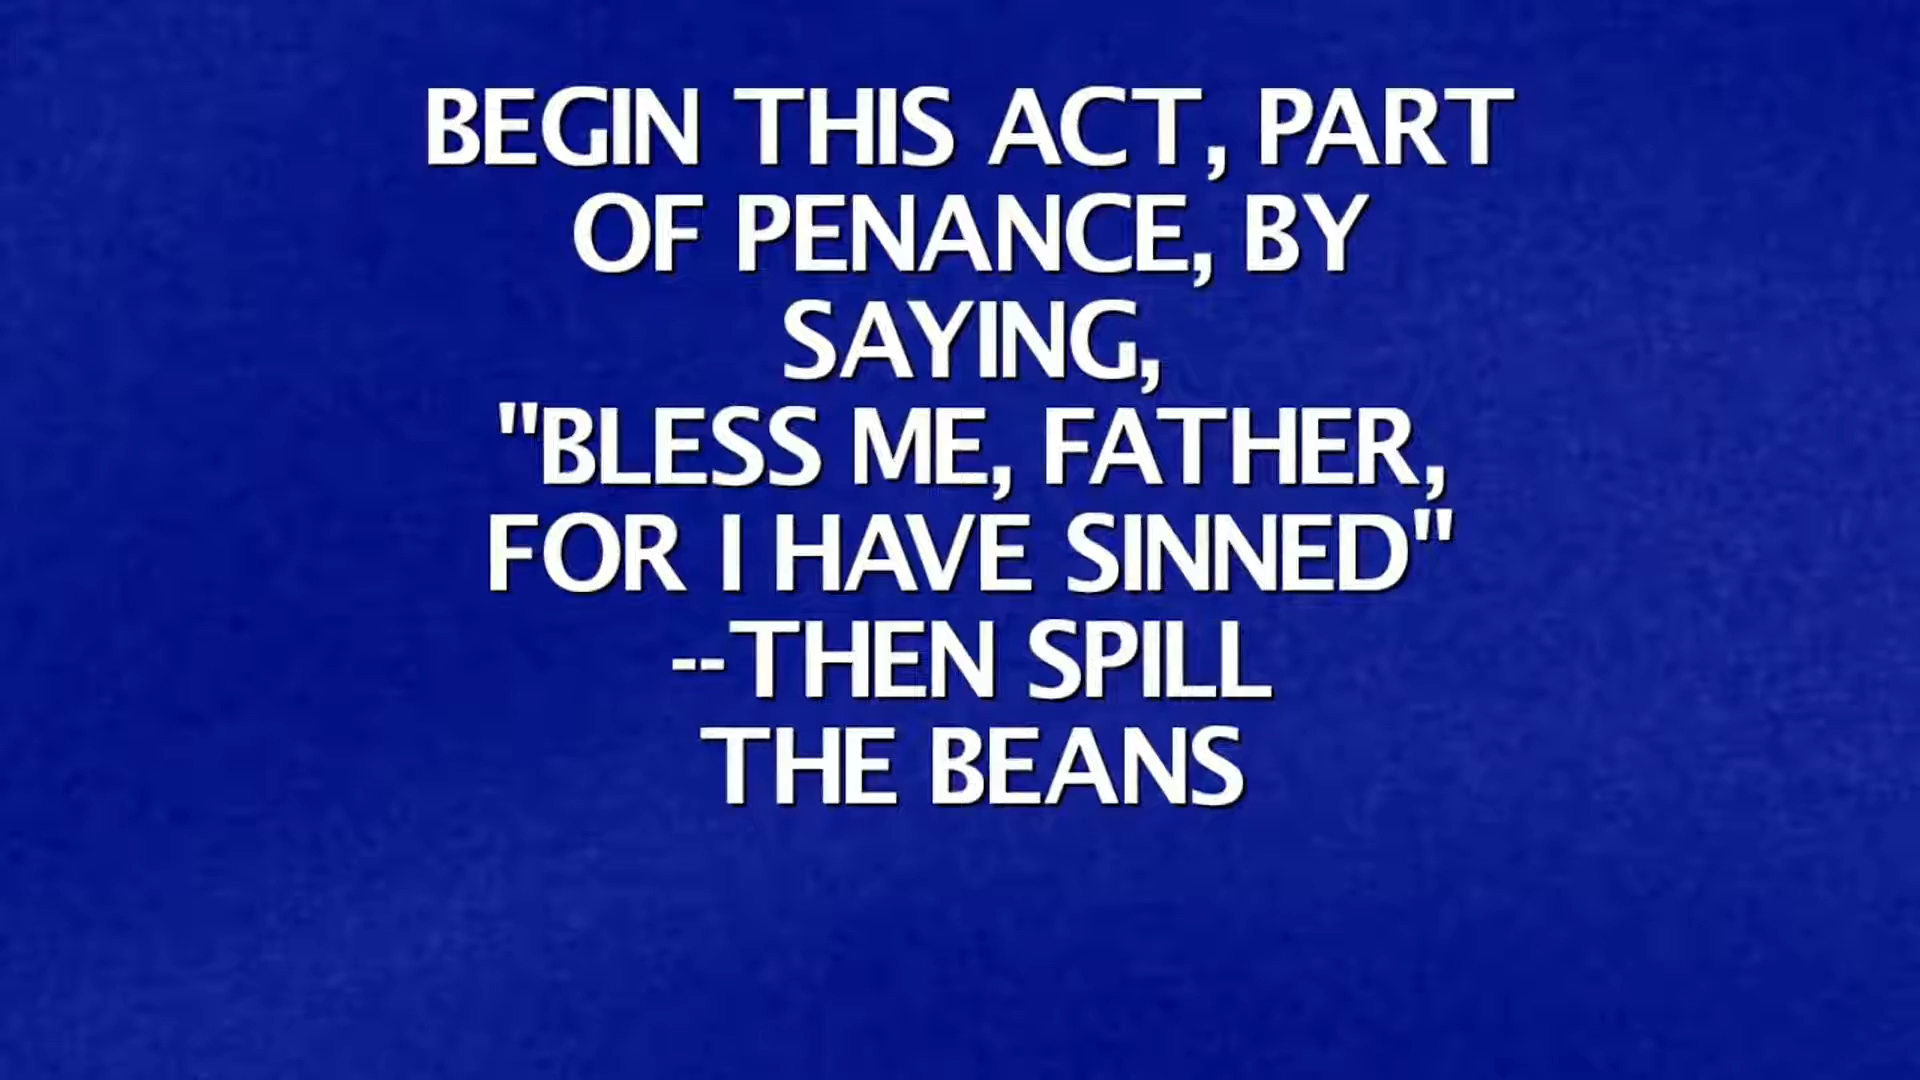 BEGIN THIS ACT, PART
OF PENANCE, BY
SAYING,
"BLESS ME, FATHER,
FOR I HAVE SINNED"
--THEN SPILL
THE BEANS